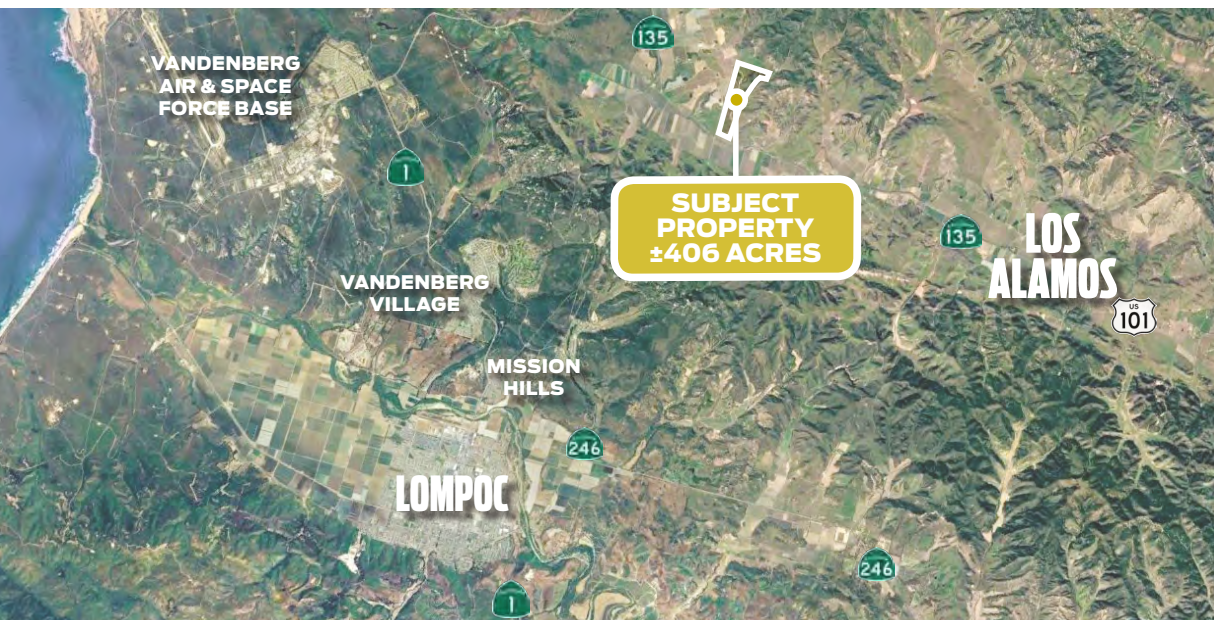 135
VANDENBERG
AIR & SPACE
FORCE BASE
1
SUBJECT
PROPERTY
±406 ACRES
135
LOS
ALAMOS
US
101
VANDENBERG
VILLAGE
MISSION
HILLS
246
LOMPOC
246
1